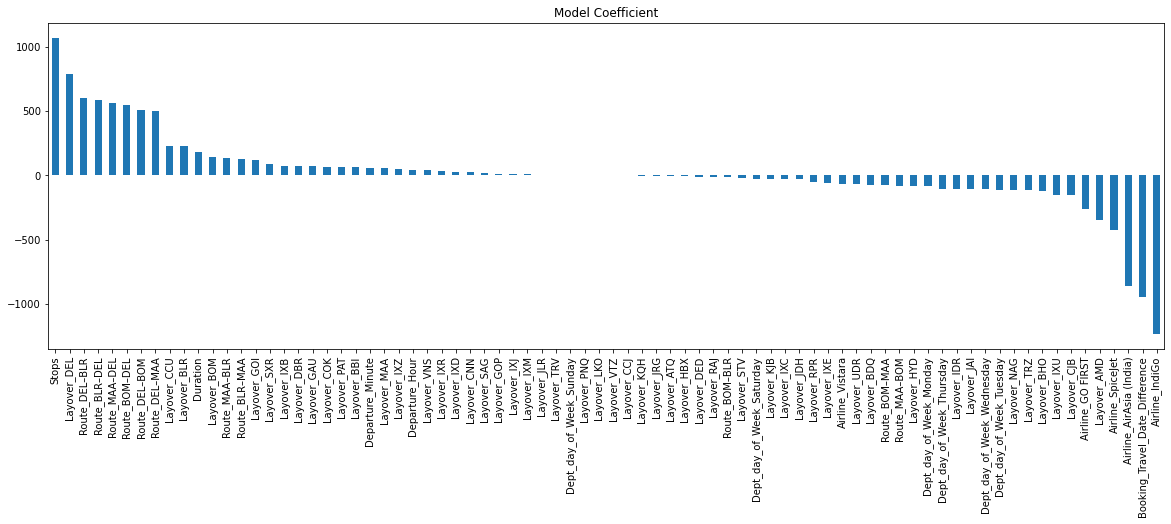 Model Coefficient
1000
500
0
−500
−1000
Stops
Layover_DEL
Route_DEL-BLR
Route_BLR-DEL
Route_MAA-DEL
Route_BOM-DEL
Route_DEL-BOM
Route_DEL-MAA
Layover_CCU
Layover_BLR
Duration
Layover_BOM
Route_MAA-BLR
Route_BLR-MAA
Layover_GOI
Layover_SXR
Layover_IXB
Layover_DBR
Layover_GAU
Layover_COK
Layover_PAT
Layover_BBI
Departure_Minute
Layover_MAA
Layover_IXZ
Departure_Hour
Layover_VNS
Layover_IXR
Layover_IXD
Layover_CNN
Layover_SAG
Layover_GOP
Layover_IXJ
Layover_IXM
Layover_JLR
Layover_TRV
Dept_day_of_Week_Sunday
Layover_PNQ
Layover_LKO
Layover_VTZ
Layover_CCJ
Layover_KQH
Layover_JRG
Layover_ATQ
Layover_HBX
Layover_DED
Layover_RAJ
Route_BOM-BLR
Layover_STV
Dept_day_of_Week_Saturday
Layover_KJB
Layover_IXC
Layover_JDH
Layover_RPR
Layover_IXE
Airline_Vistara
Layover_UDR
Layover_BDQ
Route_BOM-MAA
Route_MAA-BOM
Layover_HYD
Dept_day_of_Week_Monday
Dept_day_of_Week_Thursday
Layover_IDR
Layover_JAI
Dept_day_of_Week_Wednesday
Dept_day_of_Week_Tuesday
Layover_NAG
Layover_TRZ
Layover_BHO
Layover_IXU
Layover_CJB
Airline_GO FIRST
Layover_AMD
Airline_SpiceJet
Airline_AirAsia (India)
Booking_Travel_Date_Difference
Airline_IndiGo